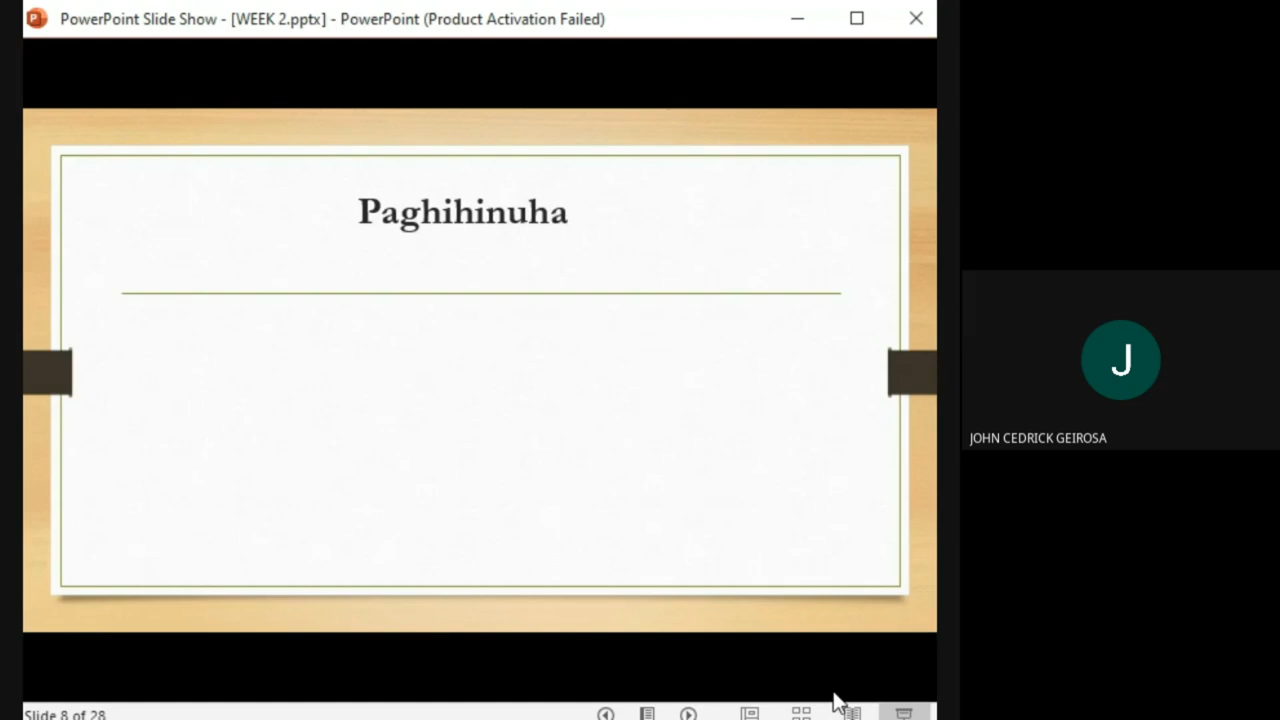 PowerPoint Slide Show - [WEEK 2.pptx] - PowerPoint (Product Activation Failed)
Paghihinuha
J
JOHN CEDRICK GEIROSA
Slide 8 of 28